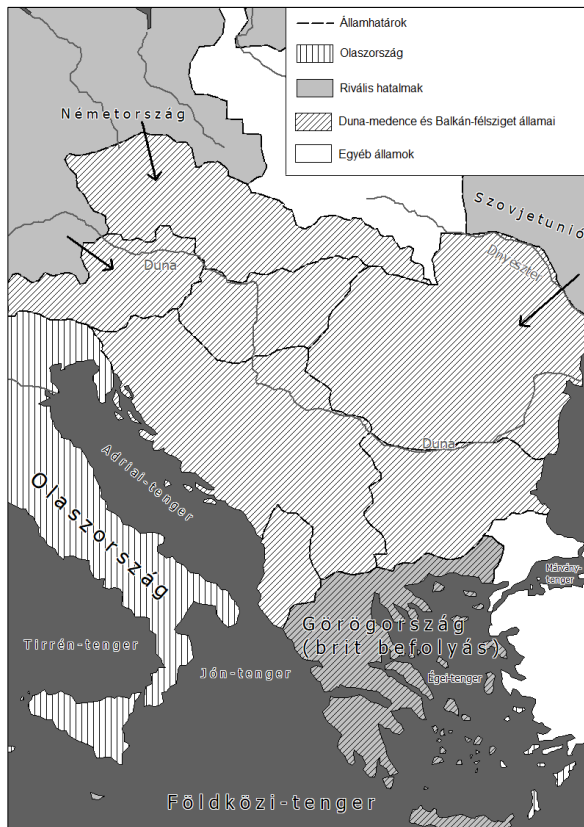 Államhatárok
Olaszország
Rivális hatalmak
Duna-medence és Balkán-félsziget államai
Egyéb államok
Németország
Szovjetunió
Dnyeszter
Duna
Duna
Adriai-tenger
Olaszország
Márvány-
tenger
Görögország
(brit befolyás)
Tirrén-tenger
Jón-tenger
Égei-tenger
Földközi-tenger